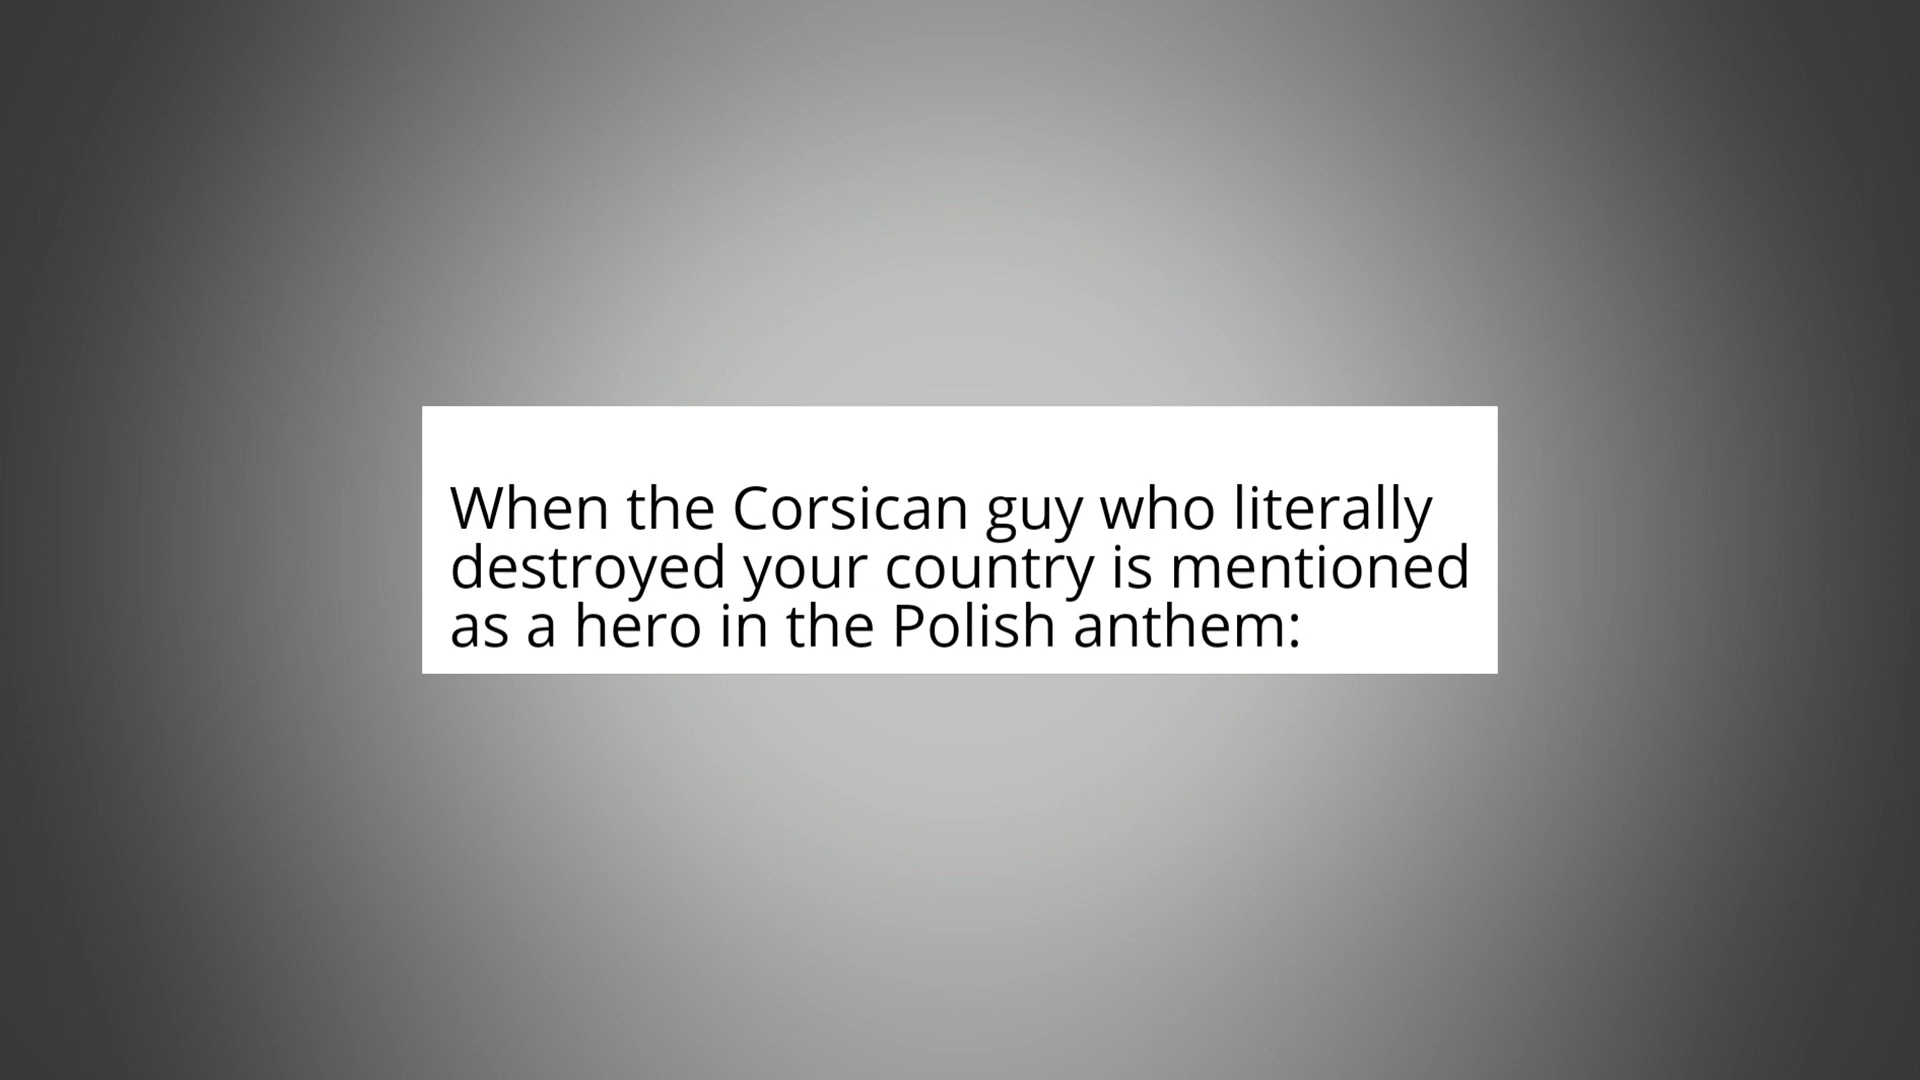 When the Corsican guy who literally
destroyed your country is mentioned
as a hero in the Polish anthem: